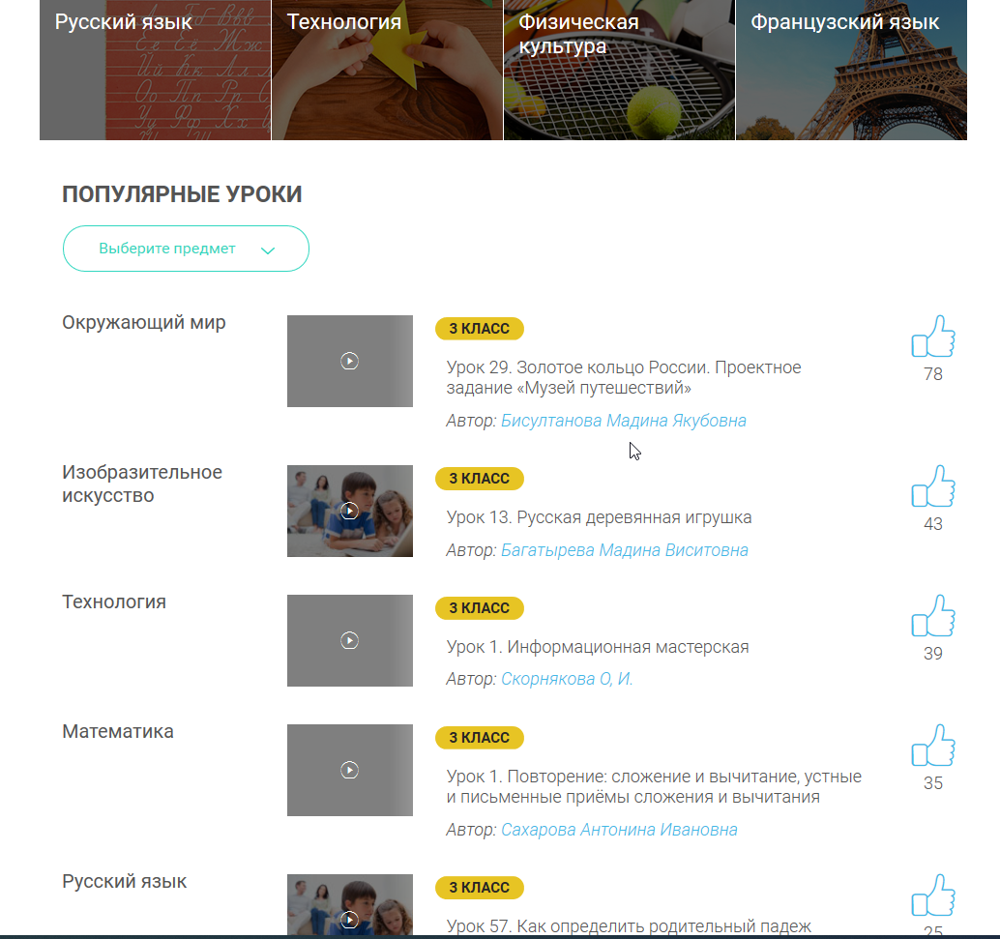 Русский язык
Технология
Физическая
культура
Французский язык
ПОПУЛЯРНЫЕ УРОКИ
Выберите предмет
Окружающий мир
3 КЛАСС
Урок 29. Золотое кольцо России. Проектное
задание «Музей путешествий»
Автор: Бисултанова Мадина Якубовна
78
Изобразительное
искусство
3 КЛАСС
Урок 13. Русская деревянная игрушка
Автор: Багатырева Мадина Виситовна
43
Технология
3 КЛАСС
Урок 1. Информационная мастерская
Автор: Скорнякова О, И.
39
Математика
3 КЛАСС
Урок 1. Повторение: сложение и вычитание, устные
и письменные приёмы сложения и вычитания
Автор: Сахарова Антонина Ивановна
35
Русский язык
3 КЛАСС
Урок 57. Как определить родительный падеж
25